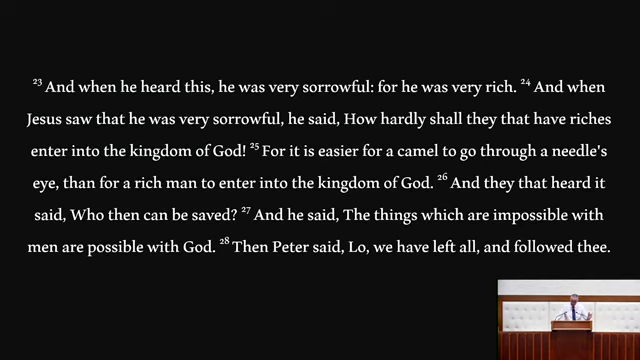 23 And when he heard this, he was very sorrowful: for he was very rich. 24 And when
Jesus saw that he was very sorrowful, he said, How hardly shall they that have riches
enter into the kingdom of God! 25 For it is easier for a camel to go through a needle's
eye, than for a rich man to enter into the kingdom of God. 26 And they that heard it
said, Who then can be saved? 27 And he said, The things which are impossible with
men are possible with God. 28 Then Peter said, Lo, we have left all, and followed thee.